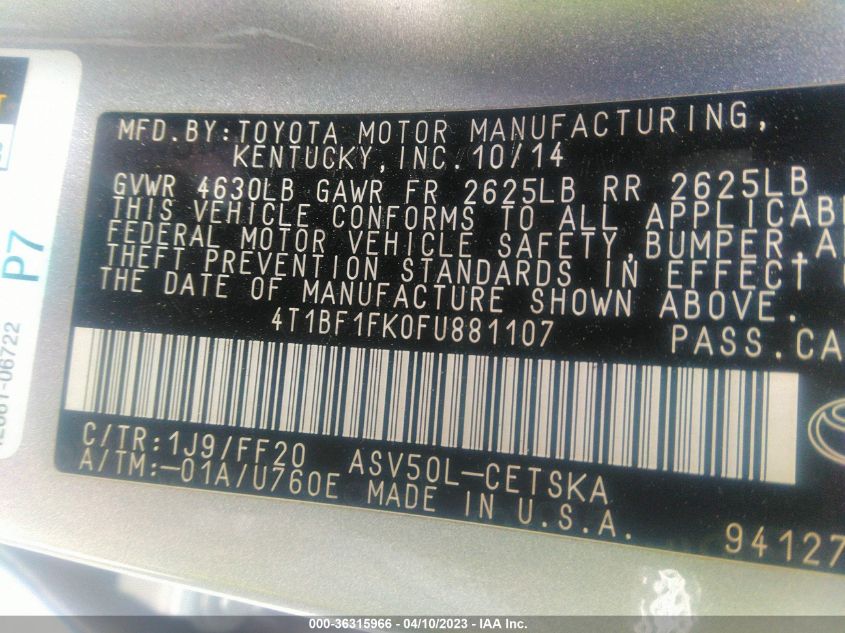 MFD.BY:TOYOTA MOTOR MANUFACTURING,
KENTUCKY,INC.10/14
GVWR 4630LB GAWR FR 2625LB RR 2625LB
THIS VEHICLE CONFORMS TO ALL APPLICABL
FEDERAL MOTOR VEHICLE SAFETY,BUMPER,A
THEFT PREVENTION STANDARDS IN EFFECT
THE DATE OF MANUFACTURE SHOWN ABOVE.
4T1BF1FK0FU881107 PASS.CA
C/TR:1J9/FF20 ASV50L-CETSKA
A/TM:-01A/U760E MADE IN U.S.A.
94127
P7
06722
000-36315966 - 04/10/2023 - IAA Inc.